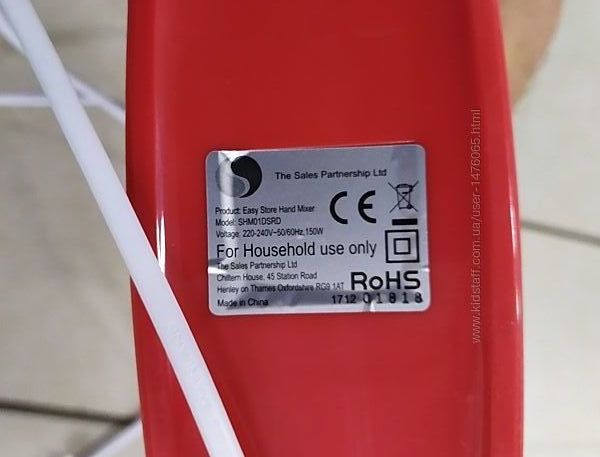 The Sales Partnership Ltd
Product: Easy Store Hand Mixer
Model: SHM01DSRD
Voltage: 220-240V~50/60Hz,150W
CE
For Household use only
The Sales Partnership Ltd
Chiltern House, 45 Station Road
Henley on Thames Oxfordshire RG9 1AT
RoHS
Made in China
1712 01818
www.kidstaff.com.ua/user-1476065.html